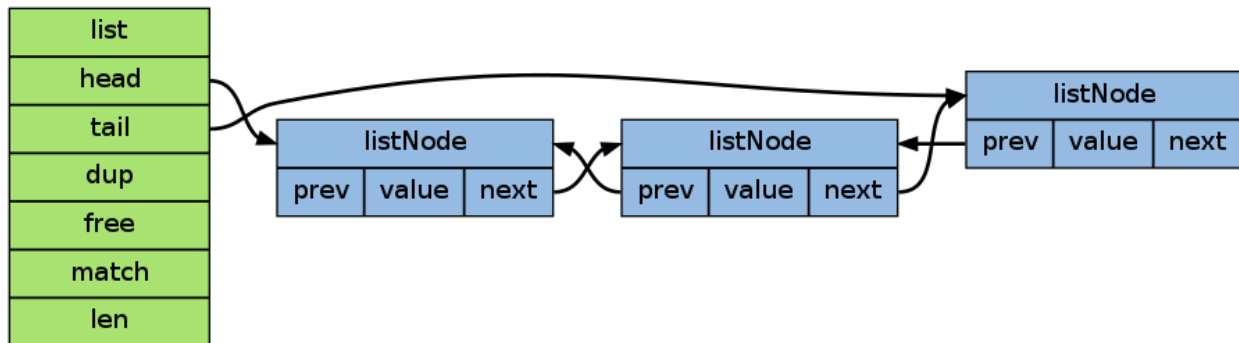 list
head
tail
dup
free
match
len
listNode
prev value next
listNode
prev value next
listNode
prev value next